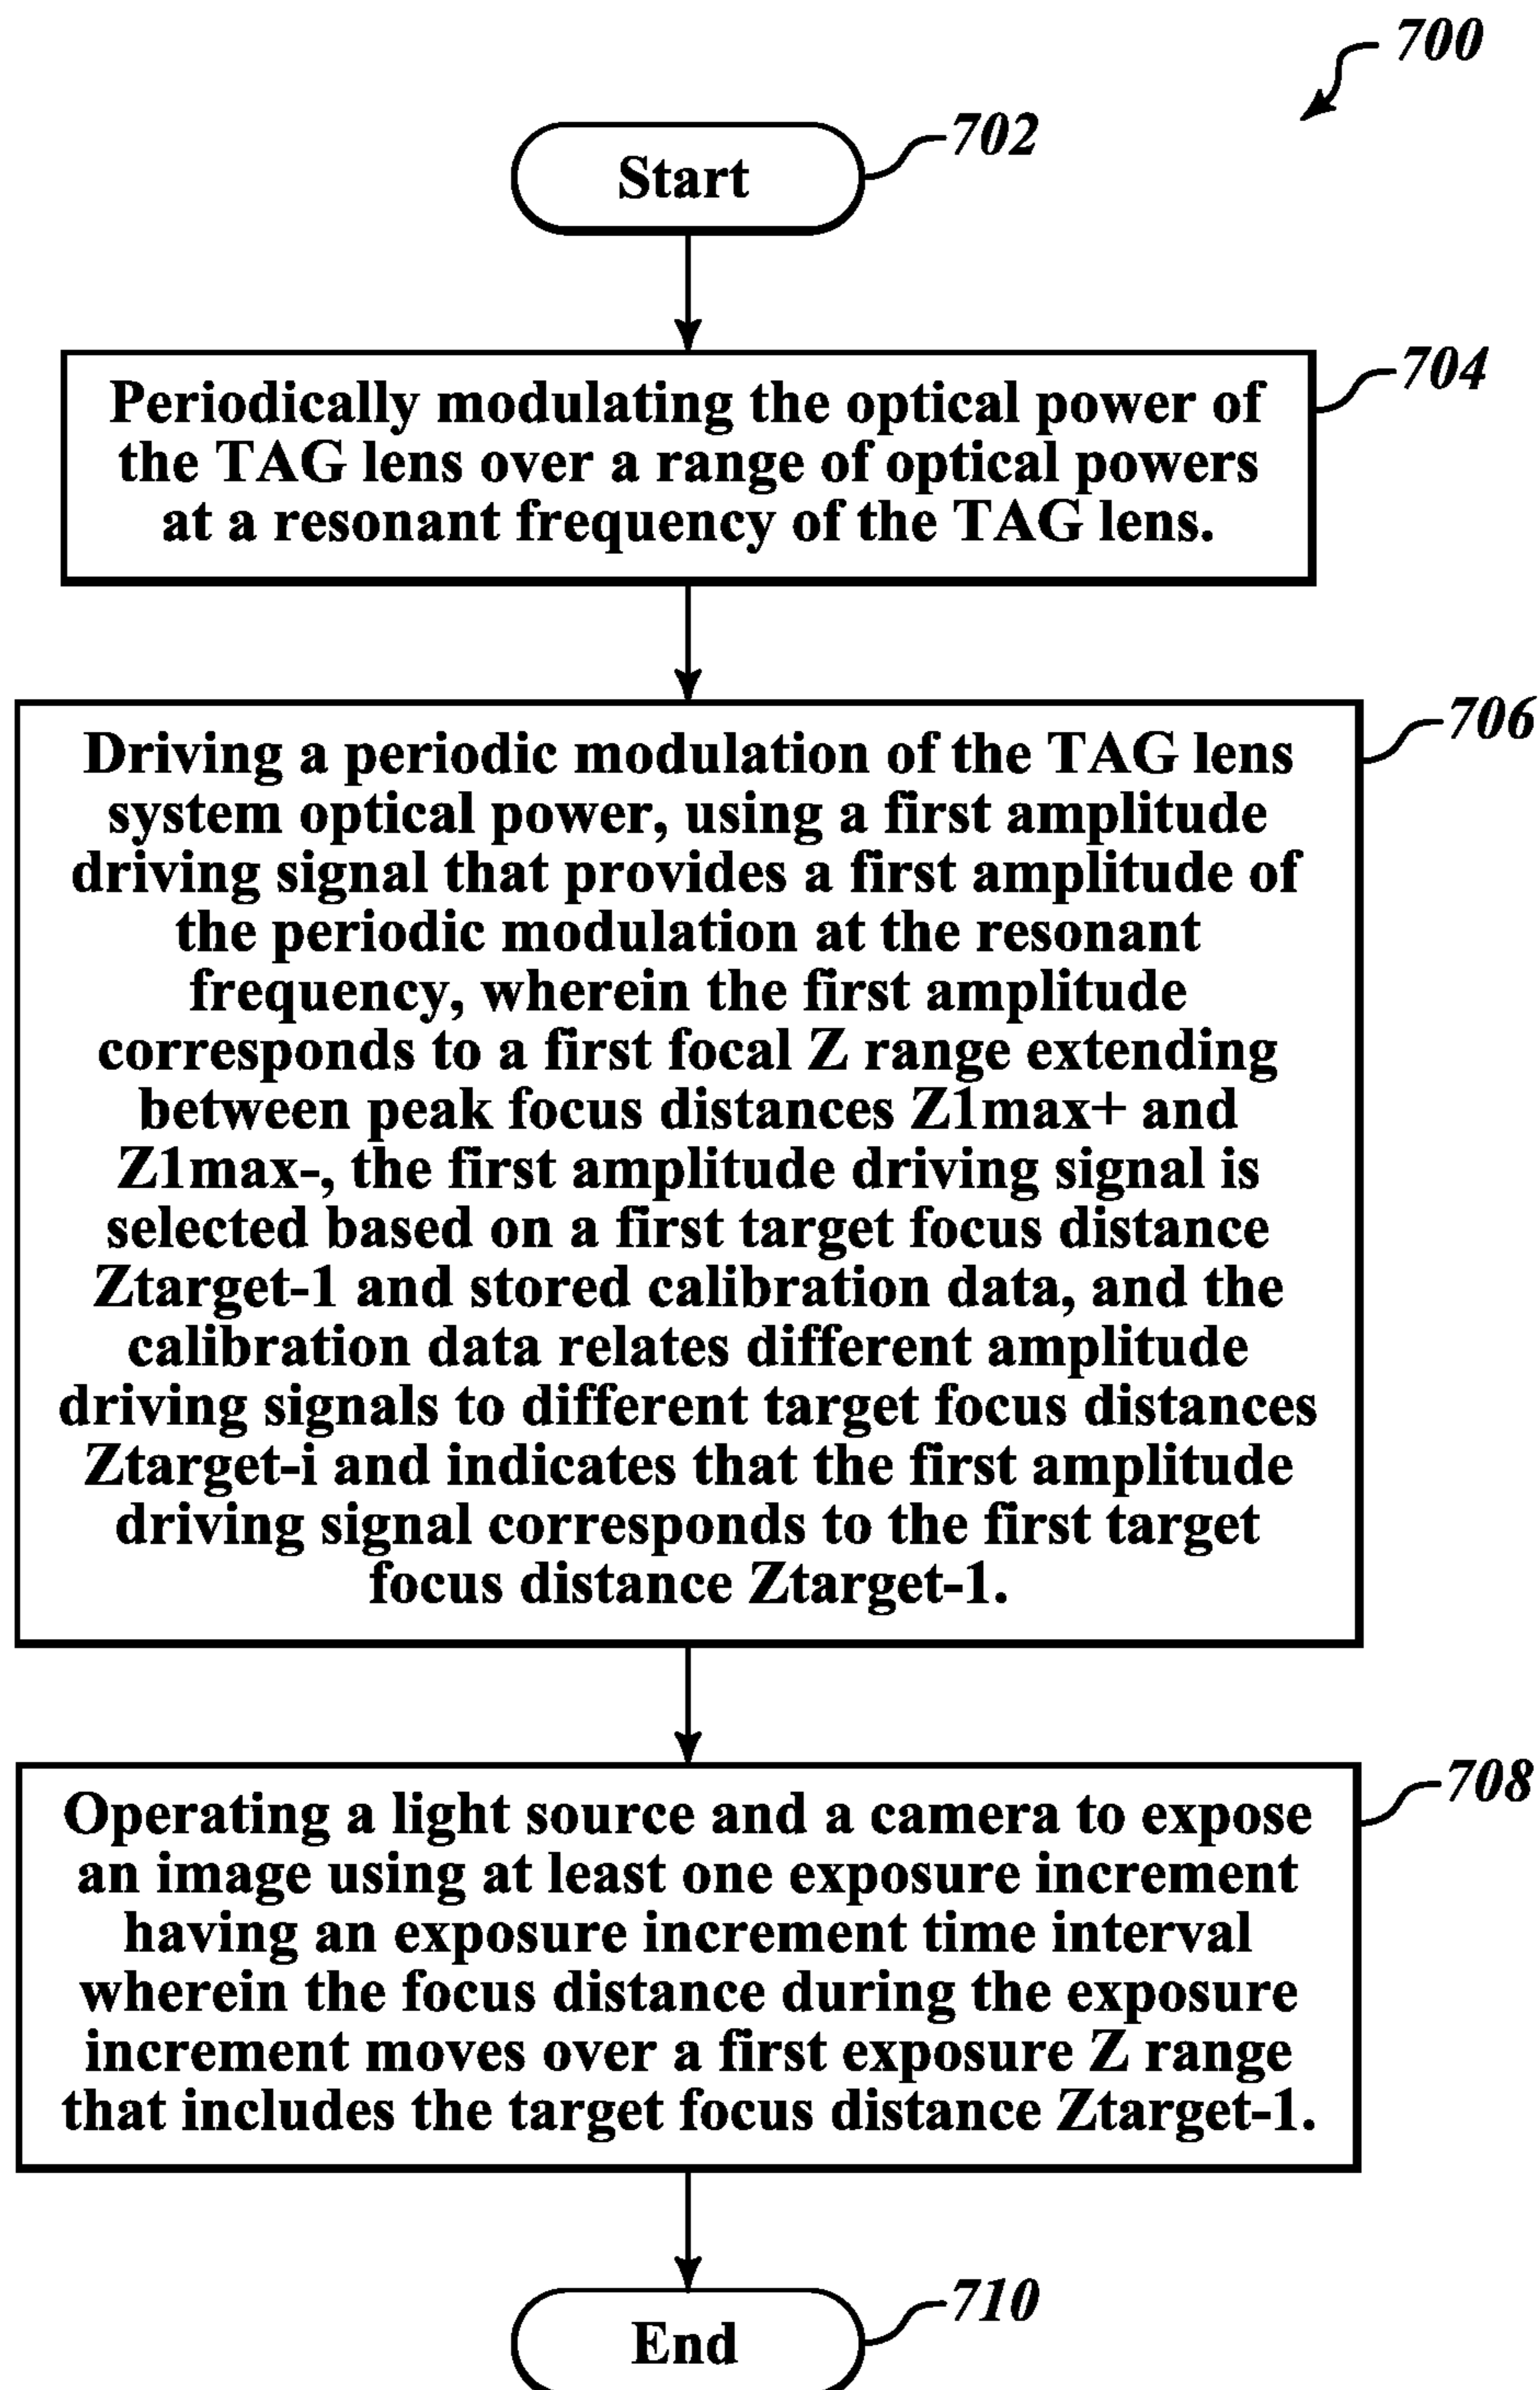 700
702
Start
704
Periodically modulating the optical power of
the TAG lens over a range of optical powers
at a resonant frequency of the TAG lens.
706
Driving a periodic modulation of the TAG lens
system optical power, using a first amplitude
driving signal that provides a first amplitude of
the periodic modulation at the resonant
frequency, wherein the first amplitude
corresponds to a first focal Z range extending
between peak focus distances Z1max+ and
Z1max-, the first amplitude driving signal is
selected based on a first target focus distance
Ztarget-1 and stored calibration data, and the
calibration data relates different amplitude
driving signals to different target focus distances
Ztarget-i and indicates that the first amplitude
driving signal corresponds to the first target
focus distance Ztarget-1.
708
Operating a light source and a camera to expose
an image using at least one exposure increment
having an exposure increment time interval
wherein the focus distance during the exposure
increment moves over a first exposure Z range
that includes the target focus distance Ztarget-1.
710
End